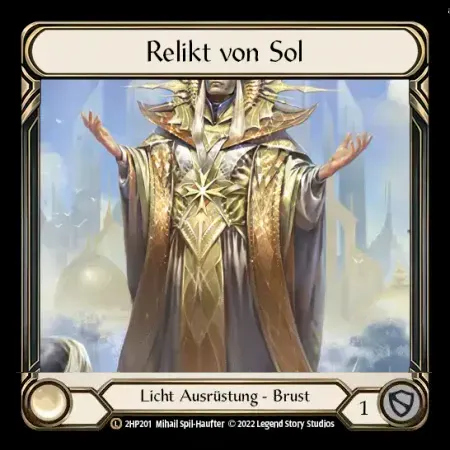 Relikt von Sol
Licht Ausrüstung - Brust
1
L 2HP201 Mihail Spil-Haufter © 2022 Legend Story Studios